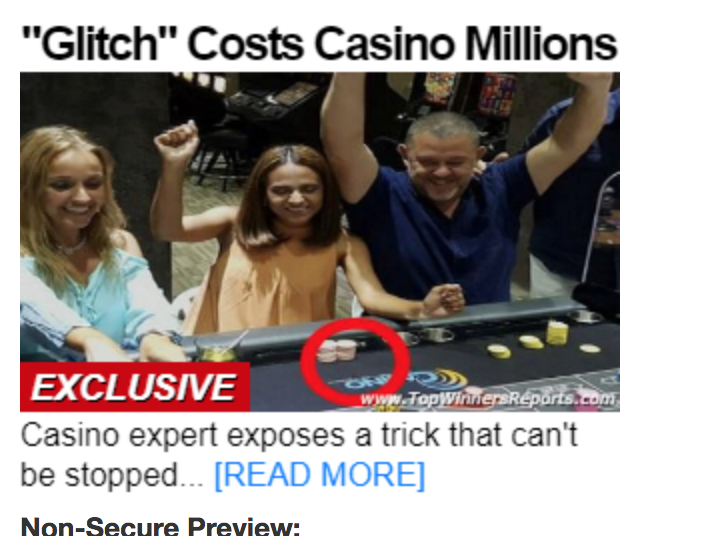 "Glitch" Costs Casino Millions
EXCLUSIVE
www.TopWinnersReports.com
Casino expert exposes a trick that can't
be stopped... [READ MORE]
Non-Secure Preview: